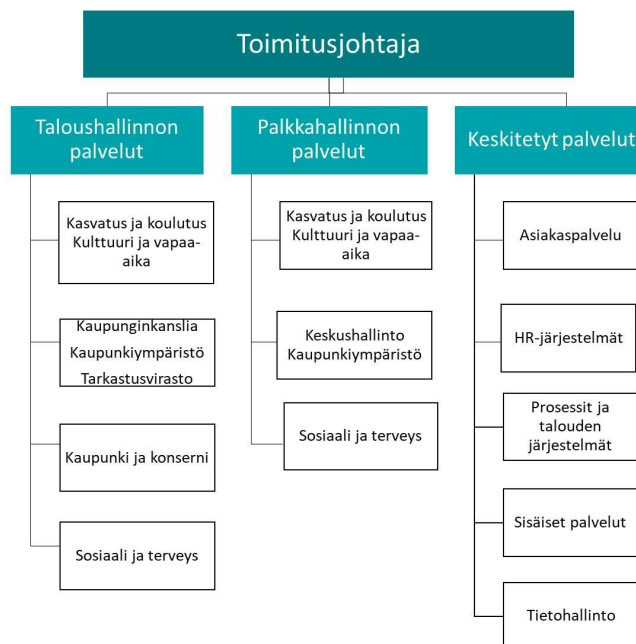 Toimitusjohtaja
Taloushallinnon
palvelut
Kasvatus ja koulutus
Kulttuuri ja vapaa-
aika
Kaupunginkanslia
Kaupunkiympäristö
Tarkastusvirasto
Kaupunki ja konserni
Sosiaali ja terveys
Palkkahallinnon
palvelut
Kasvatus ja koulutus
Kulttuuri ja vapaa-
aika
Keskushallinto
Kaupunkiympäristö
Sosiaali ja terveys
Keskitetyt palvelut
Asiakaspalvelu
HR-järjestelmät
Prosessit ja
talouden
järjestelmät
Sisäiset palvelut
Tietohallinto